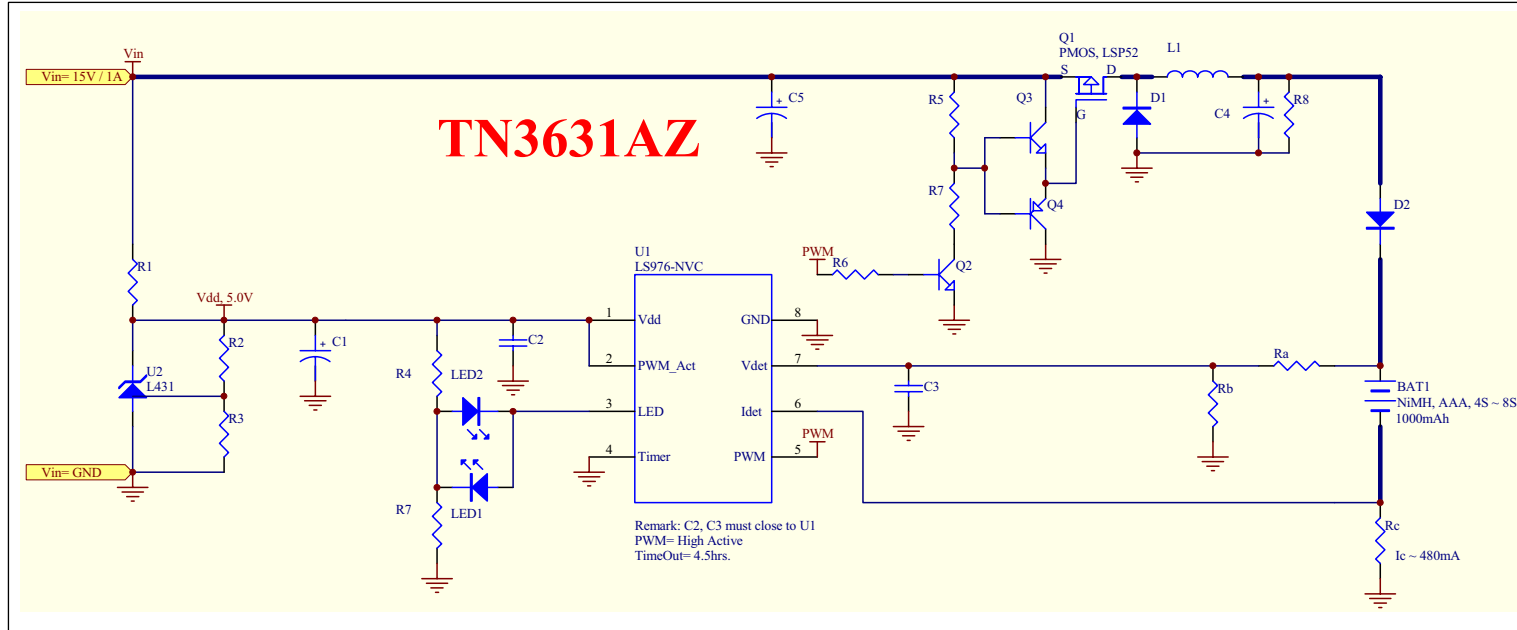 Vin
Vin= 15V / 1A
TN3631AZ
C5
R5
Q3
Q1
PMOS, LSP52
S
D
G
L1
D1
C4
R8
R7
Q4
D2
PWM
R6
Q2
R1
Vdd, 5.0V
R2
C1
U2
L431
R3
Vin= GND
R4
LED2
LED1
R7
C2
U1
LS976-NVC
1
Vdd
2
PWM_Act
3
LED
4
Timer
GND
8
Vdet
7
Idet
6
PWM
5
PWM
Remark: C2, C3 must close to U1
PWM= High Active
TimeOut= 4.5hrs.
C3
Rb
Ra
BAT1
NiMH, AAA, 4S ~ 8S
1000mAh
Rc
Ic ~ 480mA